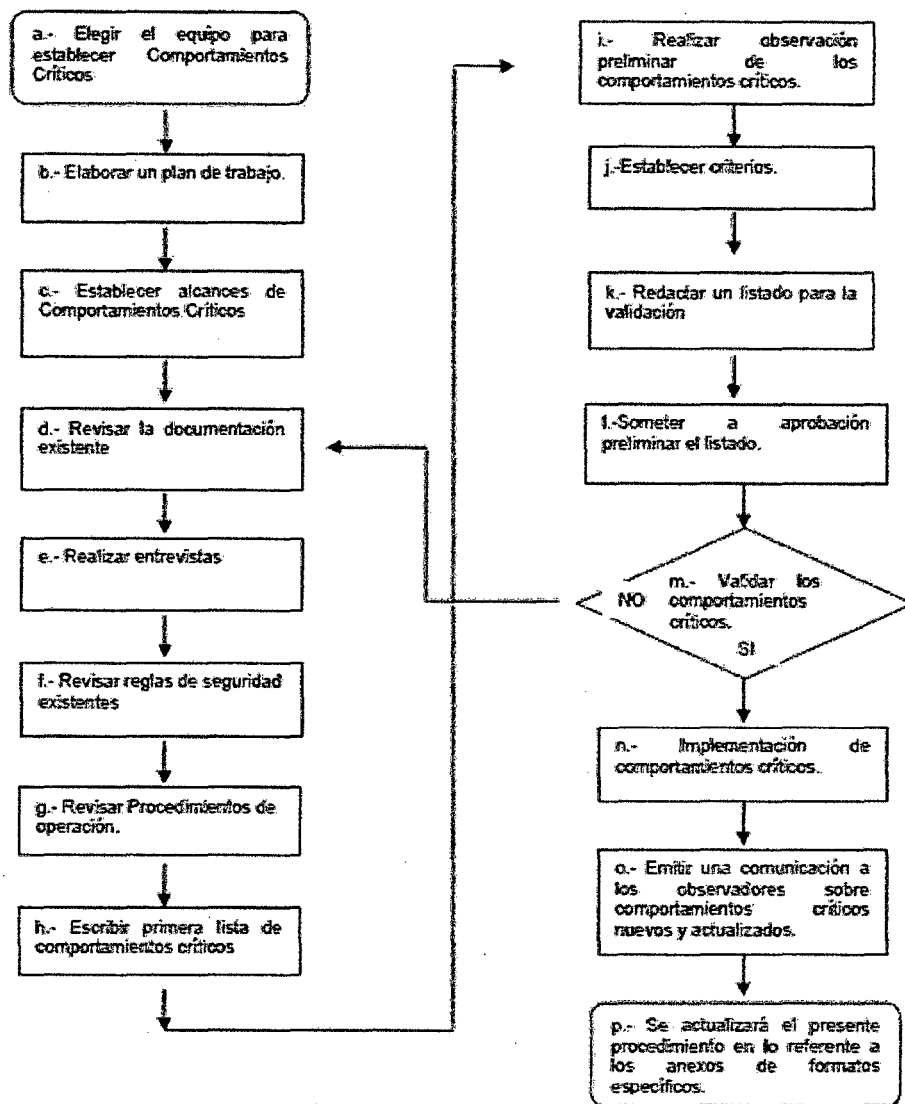 a.- Elegir el equipo para
establecer Comportamientos
Críticos
b.- Elaborar un plan de trabajo.
c.- Establecer alcances de
Comportamientos Críticos
d.- Revisar la documentación
existente
e.- Realizar entrevistas
f.- Revisar reglas de seguridad
existentes
g.- Revisar Procedimientos de
operación.
h.- Escribir primera lista de
comportamientos críticos
i.- Realizar observación
preliminar de los
comportamientos críticos.
j.-Establecer criterios.
k.- Redactar un listado para la
validación
l.-Someter a aprobación
preliminar el listado.
m.- Validar los
NO comportamientos
críticos.
SI
n.- Implementación de
comportamientos críticos.
o.- Emitir una comunicación a
los observadores sobre
comportamientos críticos
nuevos y actualizados.
p.- Se actualizará el presente
procedimiento en lo referente a
los anexos de formatos
específicos.